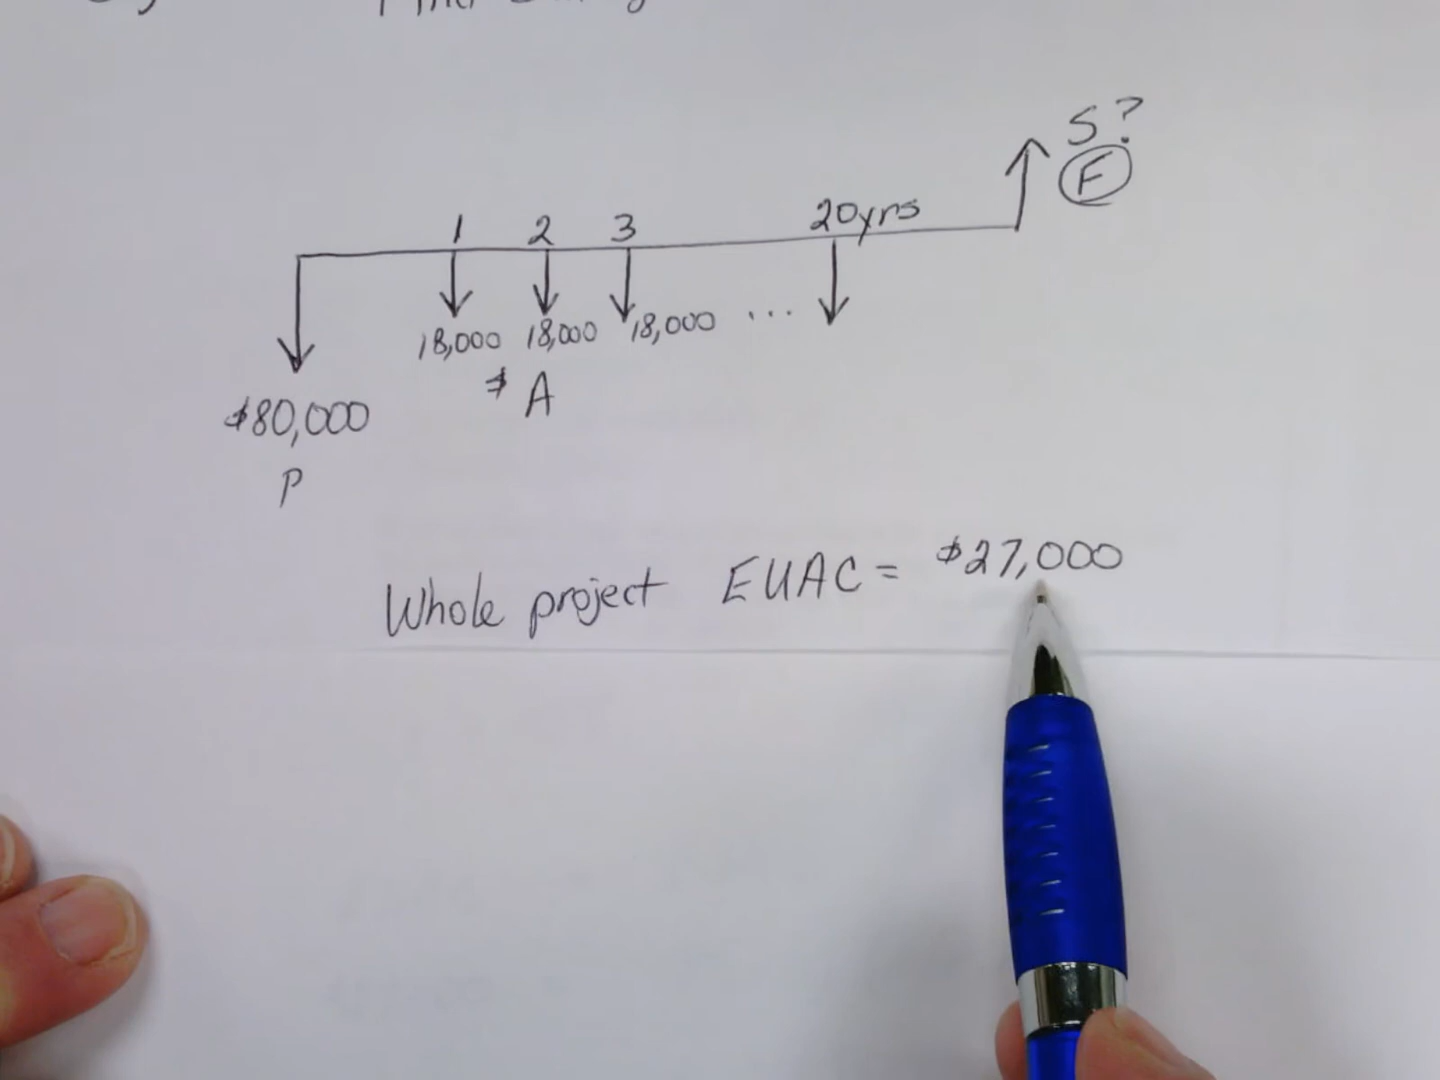 S?
F
1 2 3 20yrs
18,000 18,000 18,000 ...
$ A
$80,000
P
Whole project EUAC = $27,000